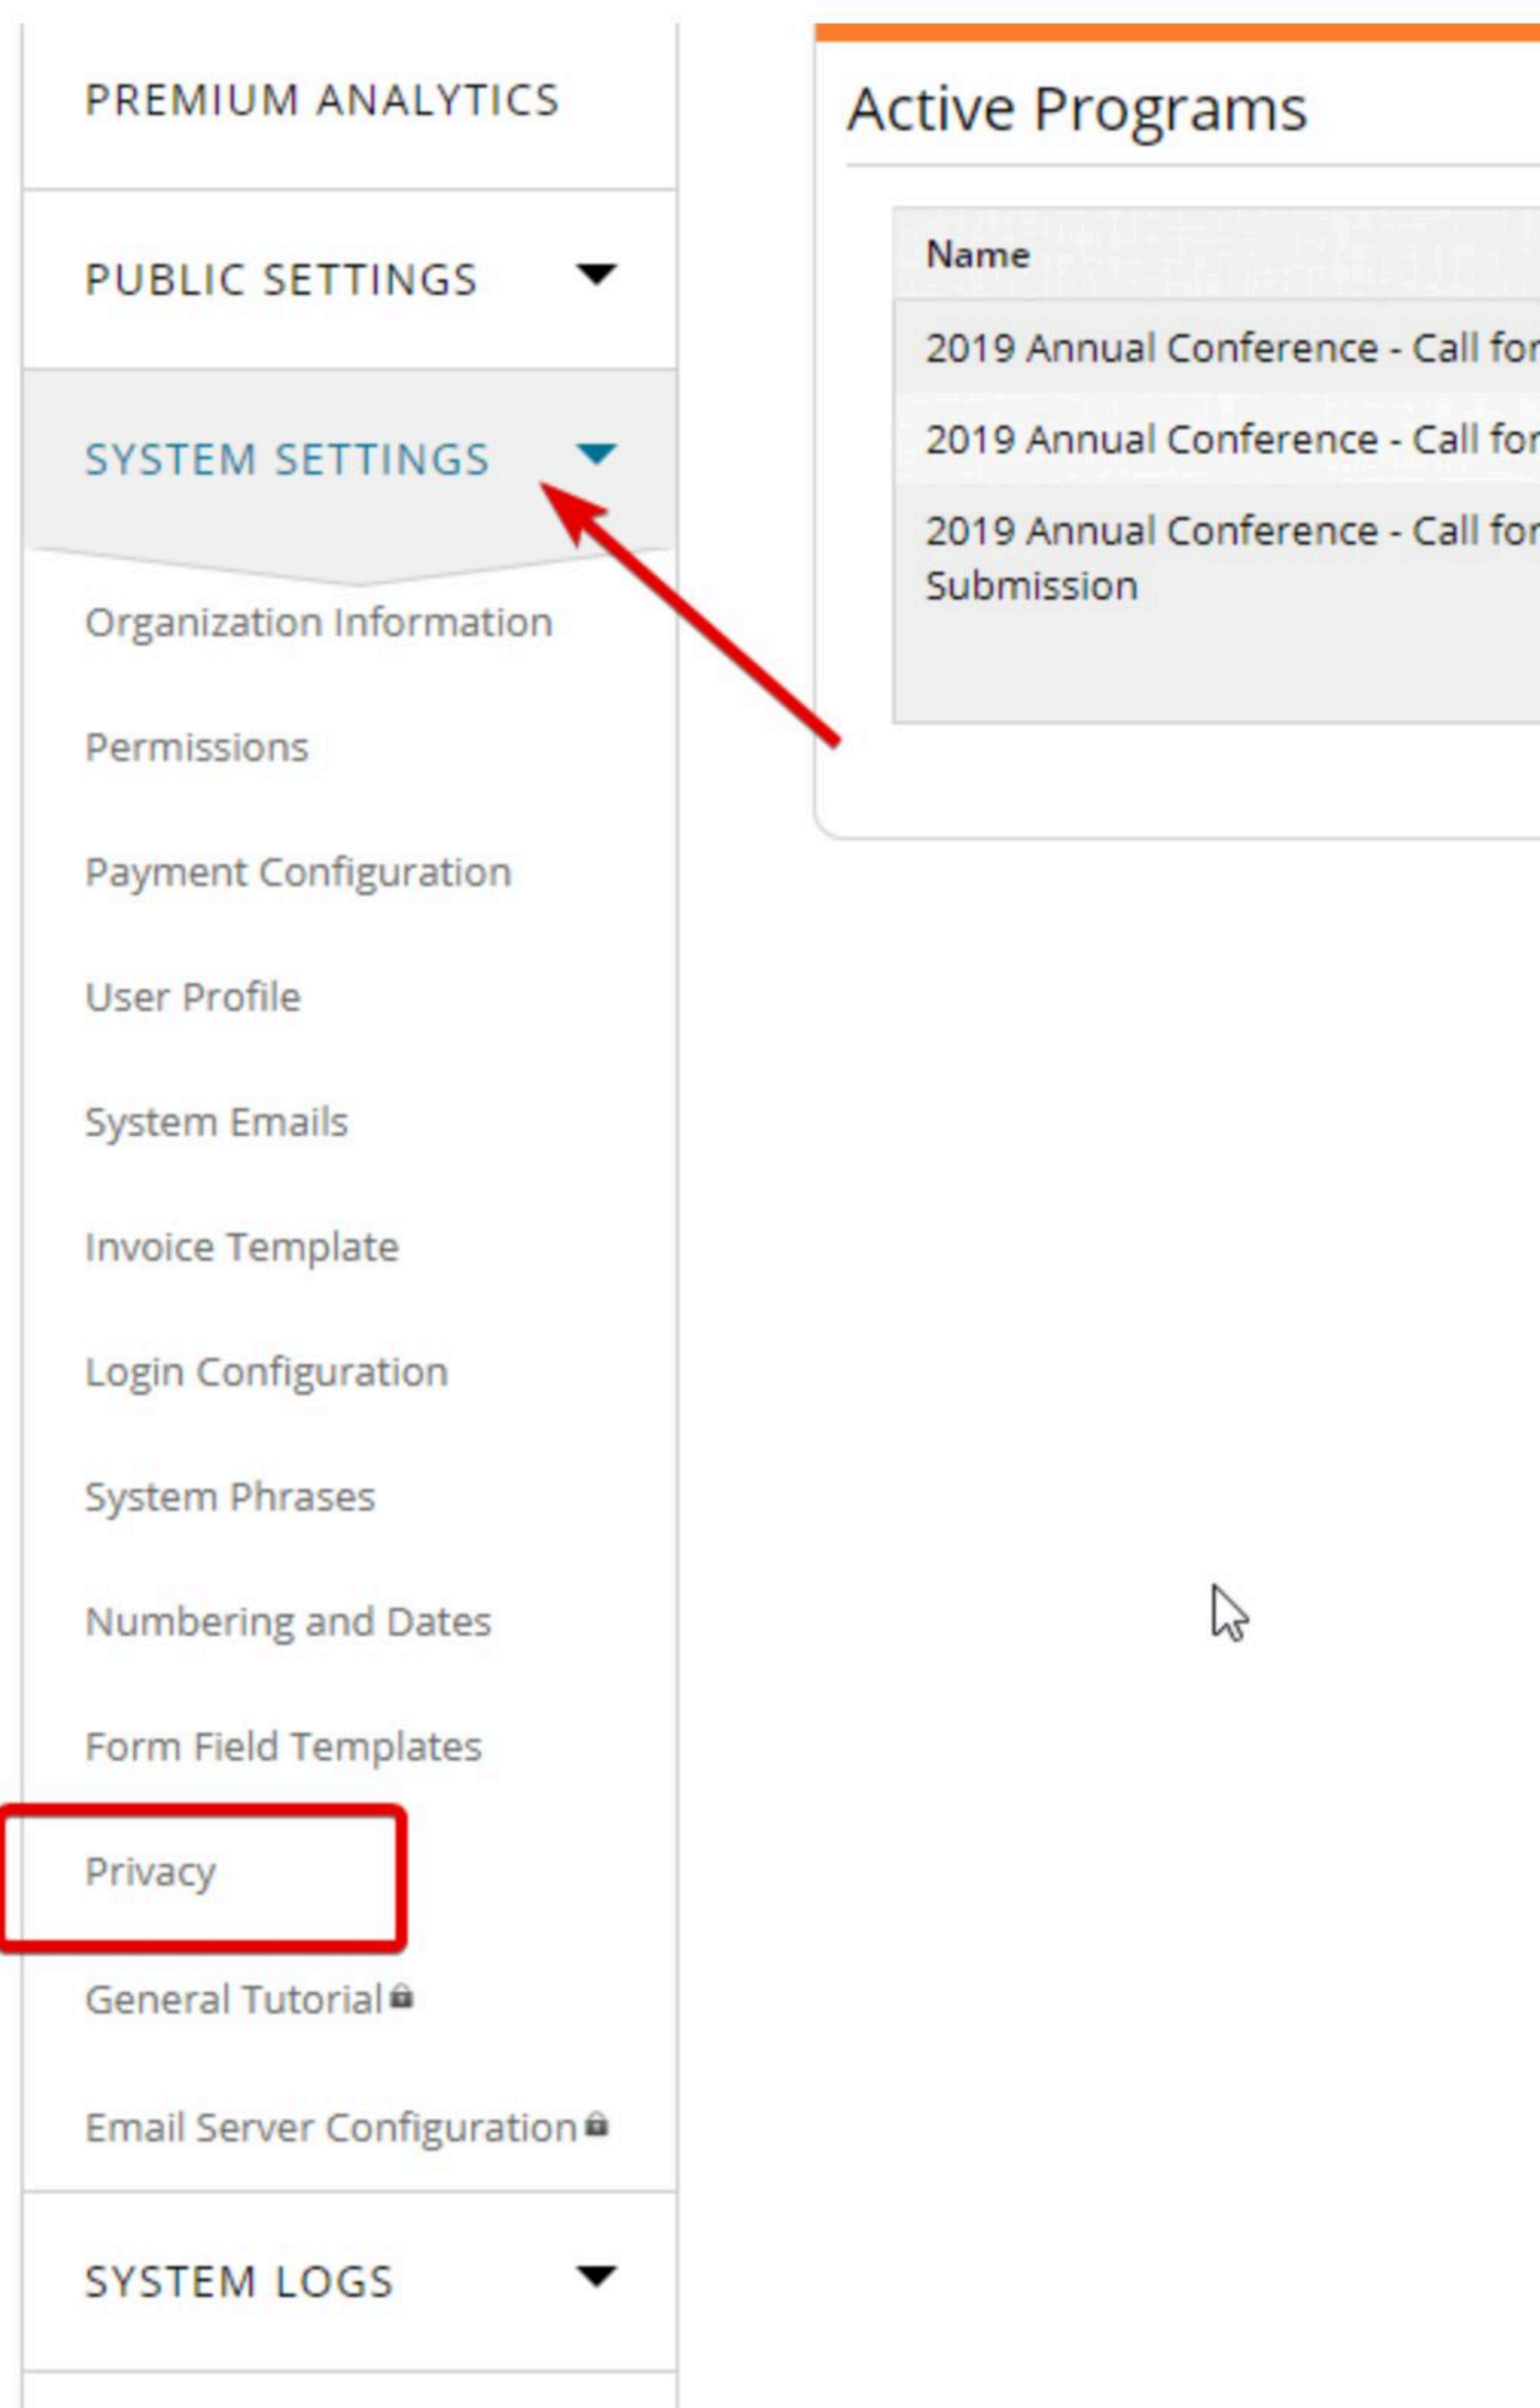 PREMIUM ANALYTICS
PUBLIC SETTINGS
SYSTEM SETTINGS
Organization Information
Permissions
Payment Configuration
User Profile
System Emails
Invoice Template
Login Configuration
System Phrases
Numbering and Dates
Form Field Templates
Privacy
General Tutorial
Email Server Configuration
SYSTEM LOGS
Active Programs
Name
2019 Annual Conference - Call for
2019 Annual Conference - Call for
2019 Annual Conference - Call for
Submission